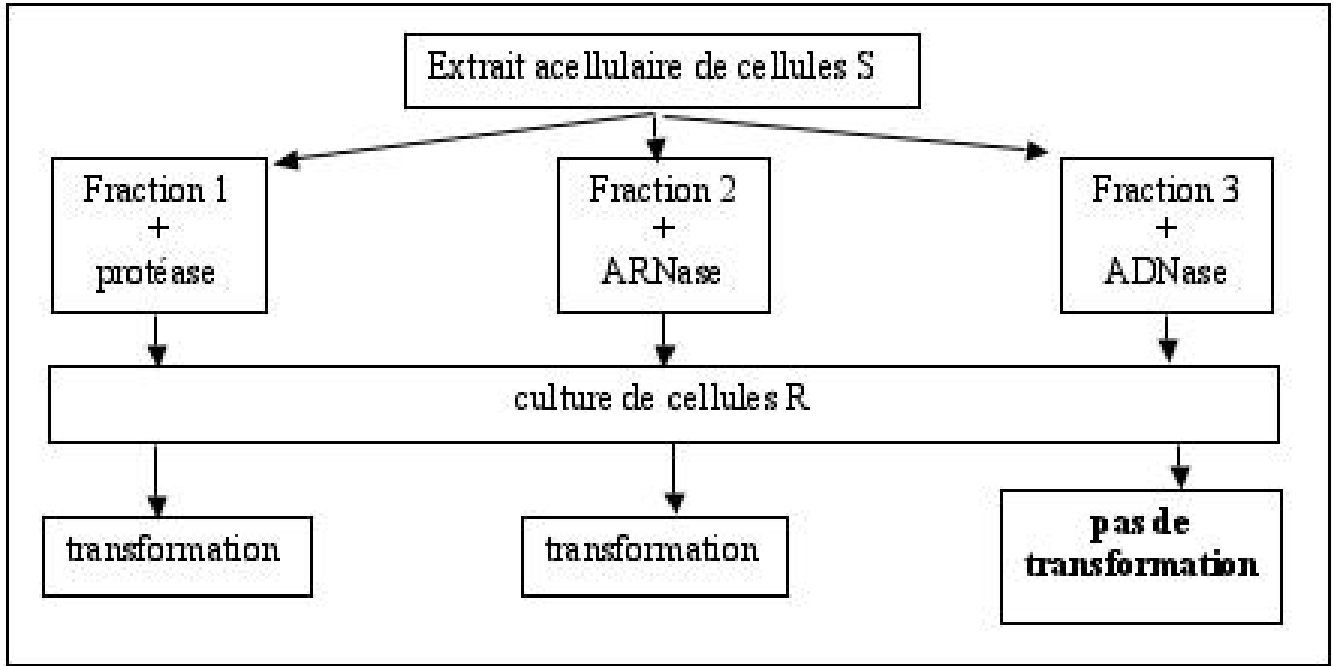 Extrait acellulaire de cellules S
Fraction 1
+
protéase
Fraction 2
+
ARNase
Fraction 3
+
ADNase
culture de cellules R
transformation
transformation
pas de
transformation